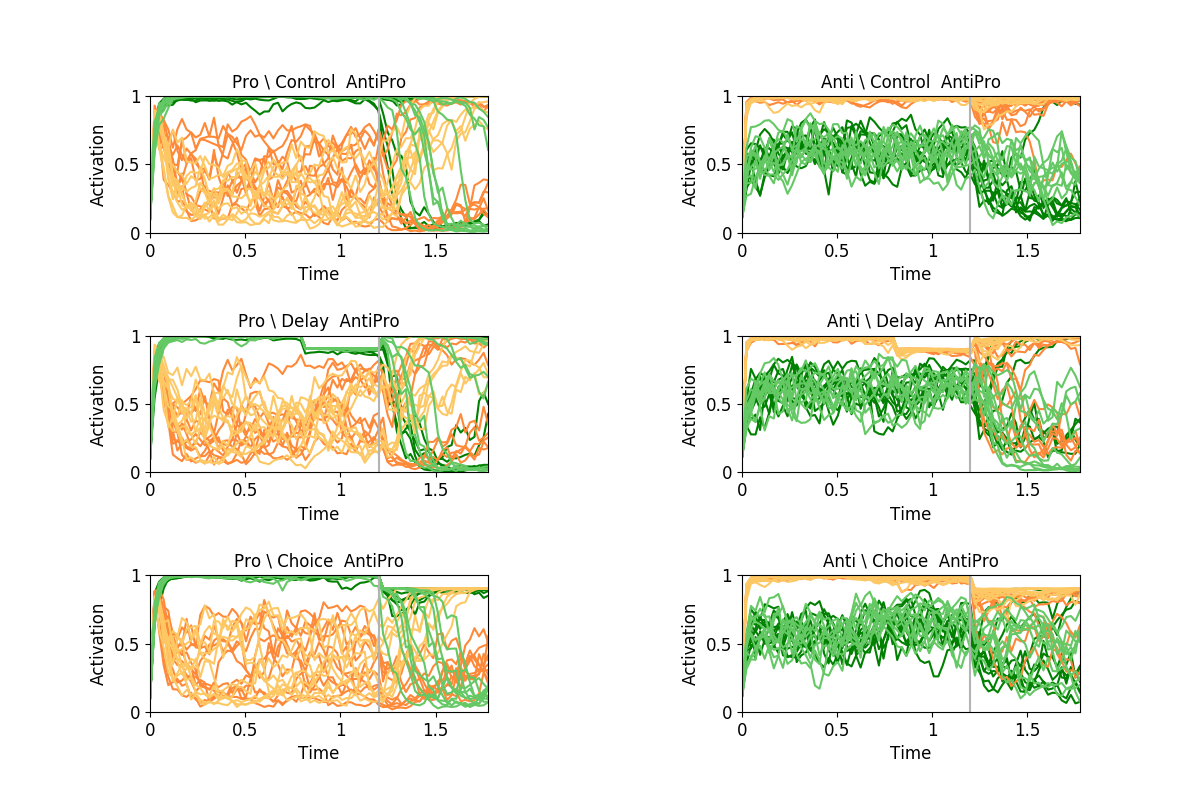 Pro \ Control  AntiPro
Activation
1
0.5
0
0
0.5
1
1.5
Time
Anti \ Control  AntiPro
Activation
1
0.5
0
0
0.5
1
1.5
Time
Pro \ Delay  AntiPro
Activation
1
0.5
0
0
0.5
1
1.5
Time
Anti \ Delay  AntiPro
Activation
1
0.5
0
0
0.5
1
1.5
Time
Pro \ Choice  AntiPro
Activation
1
0.5
0
0
0.5
1
1.5
Time
Anti \ Choice  AntiPro
Activation
1
0.5
0
0
0.5
1
1.5
Time